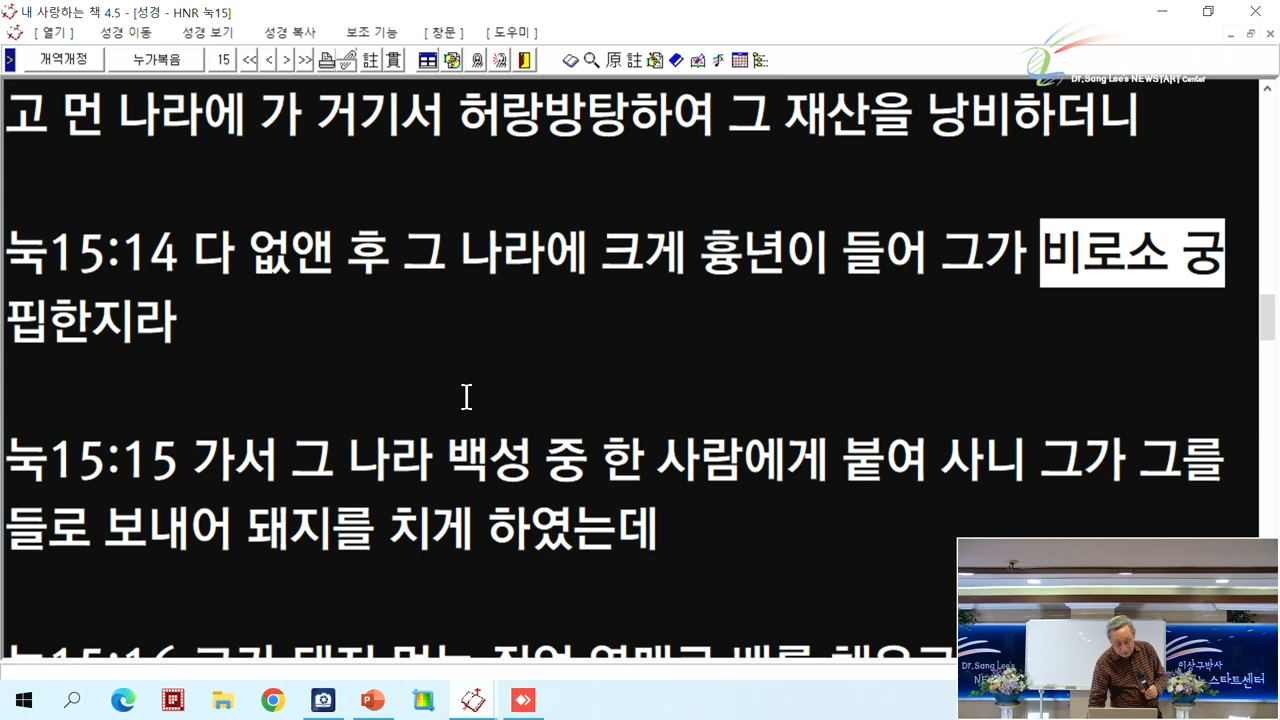 내 사랑하는 책 4.5 - [성경 - HNR 눅15]
[ 열기 ] 성경 이동 성경 보기 성경 복사 보조 기능 [ 창문 ] [ 도우미 ]
> 개역개정 누가복음 15 << < > >> 註 貫 原 註
Dr.Sang Lee's NEWSTART Center
고 먼 나라에 가 거기서 허랑방탕하여 그 재산을 낭비하더니
눅15:14 다 없앤 후 그 나라에 크게 흉년이 들어 그가 비로소 궁
핍한지라
눅15:15 가서 그 나라 백성 중 한 사람에게 붙여 사니 그가 그를
들로 보내어 돼지를 치게 하였는데
눅15:16
Dr.Sang Lee's
이상구박사
스타트센터